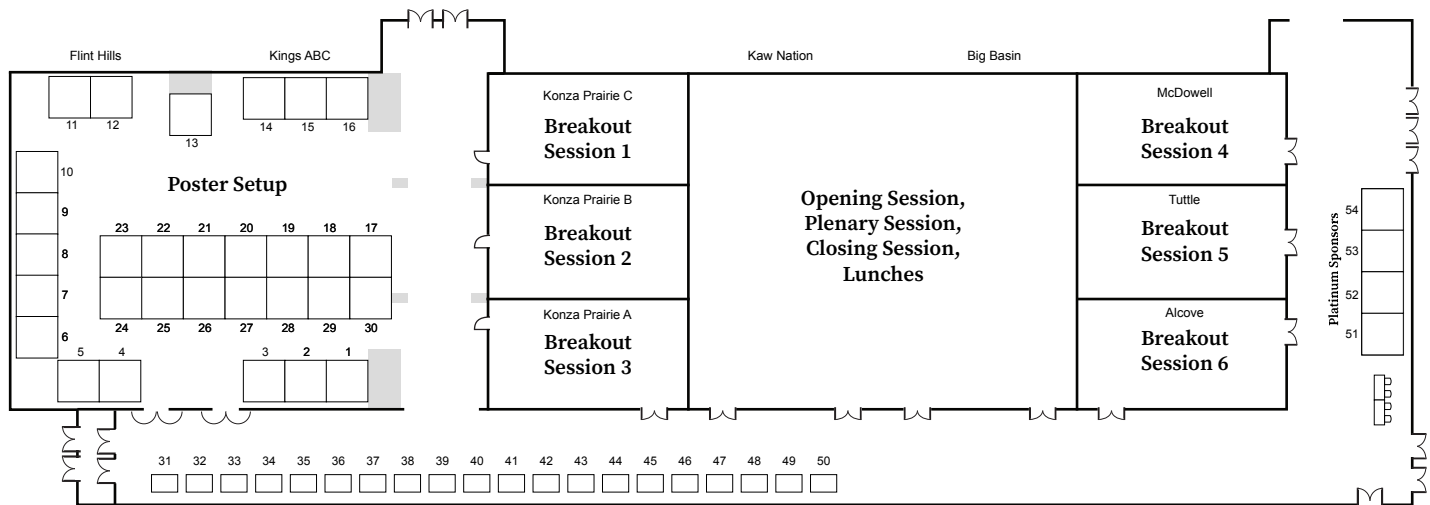 Flint Hills
Kings ABC
Kaw Nation
Big Basin
11 12
13
14 15 16
10
9
8
7
6
Poster Setup
23 22 21 20 19 18 17
24 25 26 27 28 29 30
5 4
3 2 1
Konza Prairie C
Breakout
Session 1
Konza Prairie B
Breakout
Session 2
Konza Prairie A
Breakout
Session 3
Opening Session,
Plenary Session,
Closing Session,
Lunches
McDowell
Breakout
Session 4
Tuttle
Breakout
Session 5
Alcove
Breakout
Session 6
Platinum Sponsors
54
53
52
51
31 32 33 34 35 36 37 38 39 40 41 42 43 44 45 46 47 48 49 50